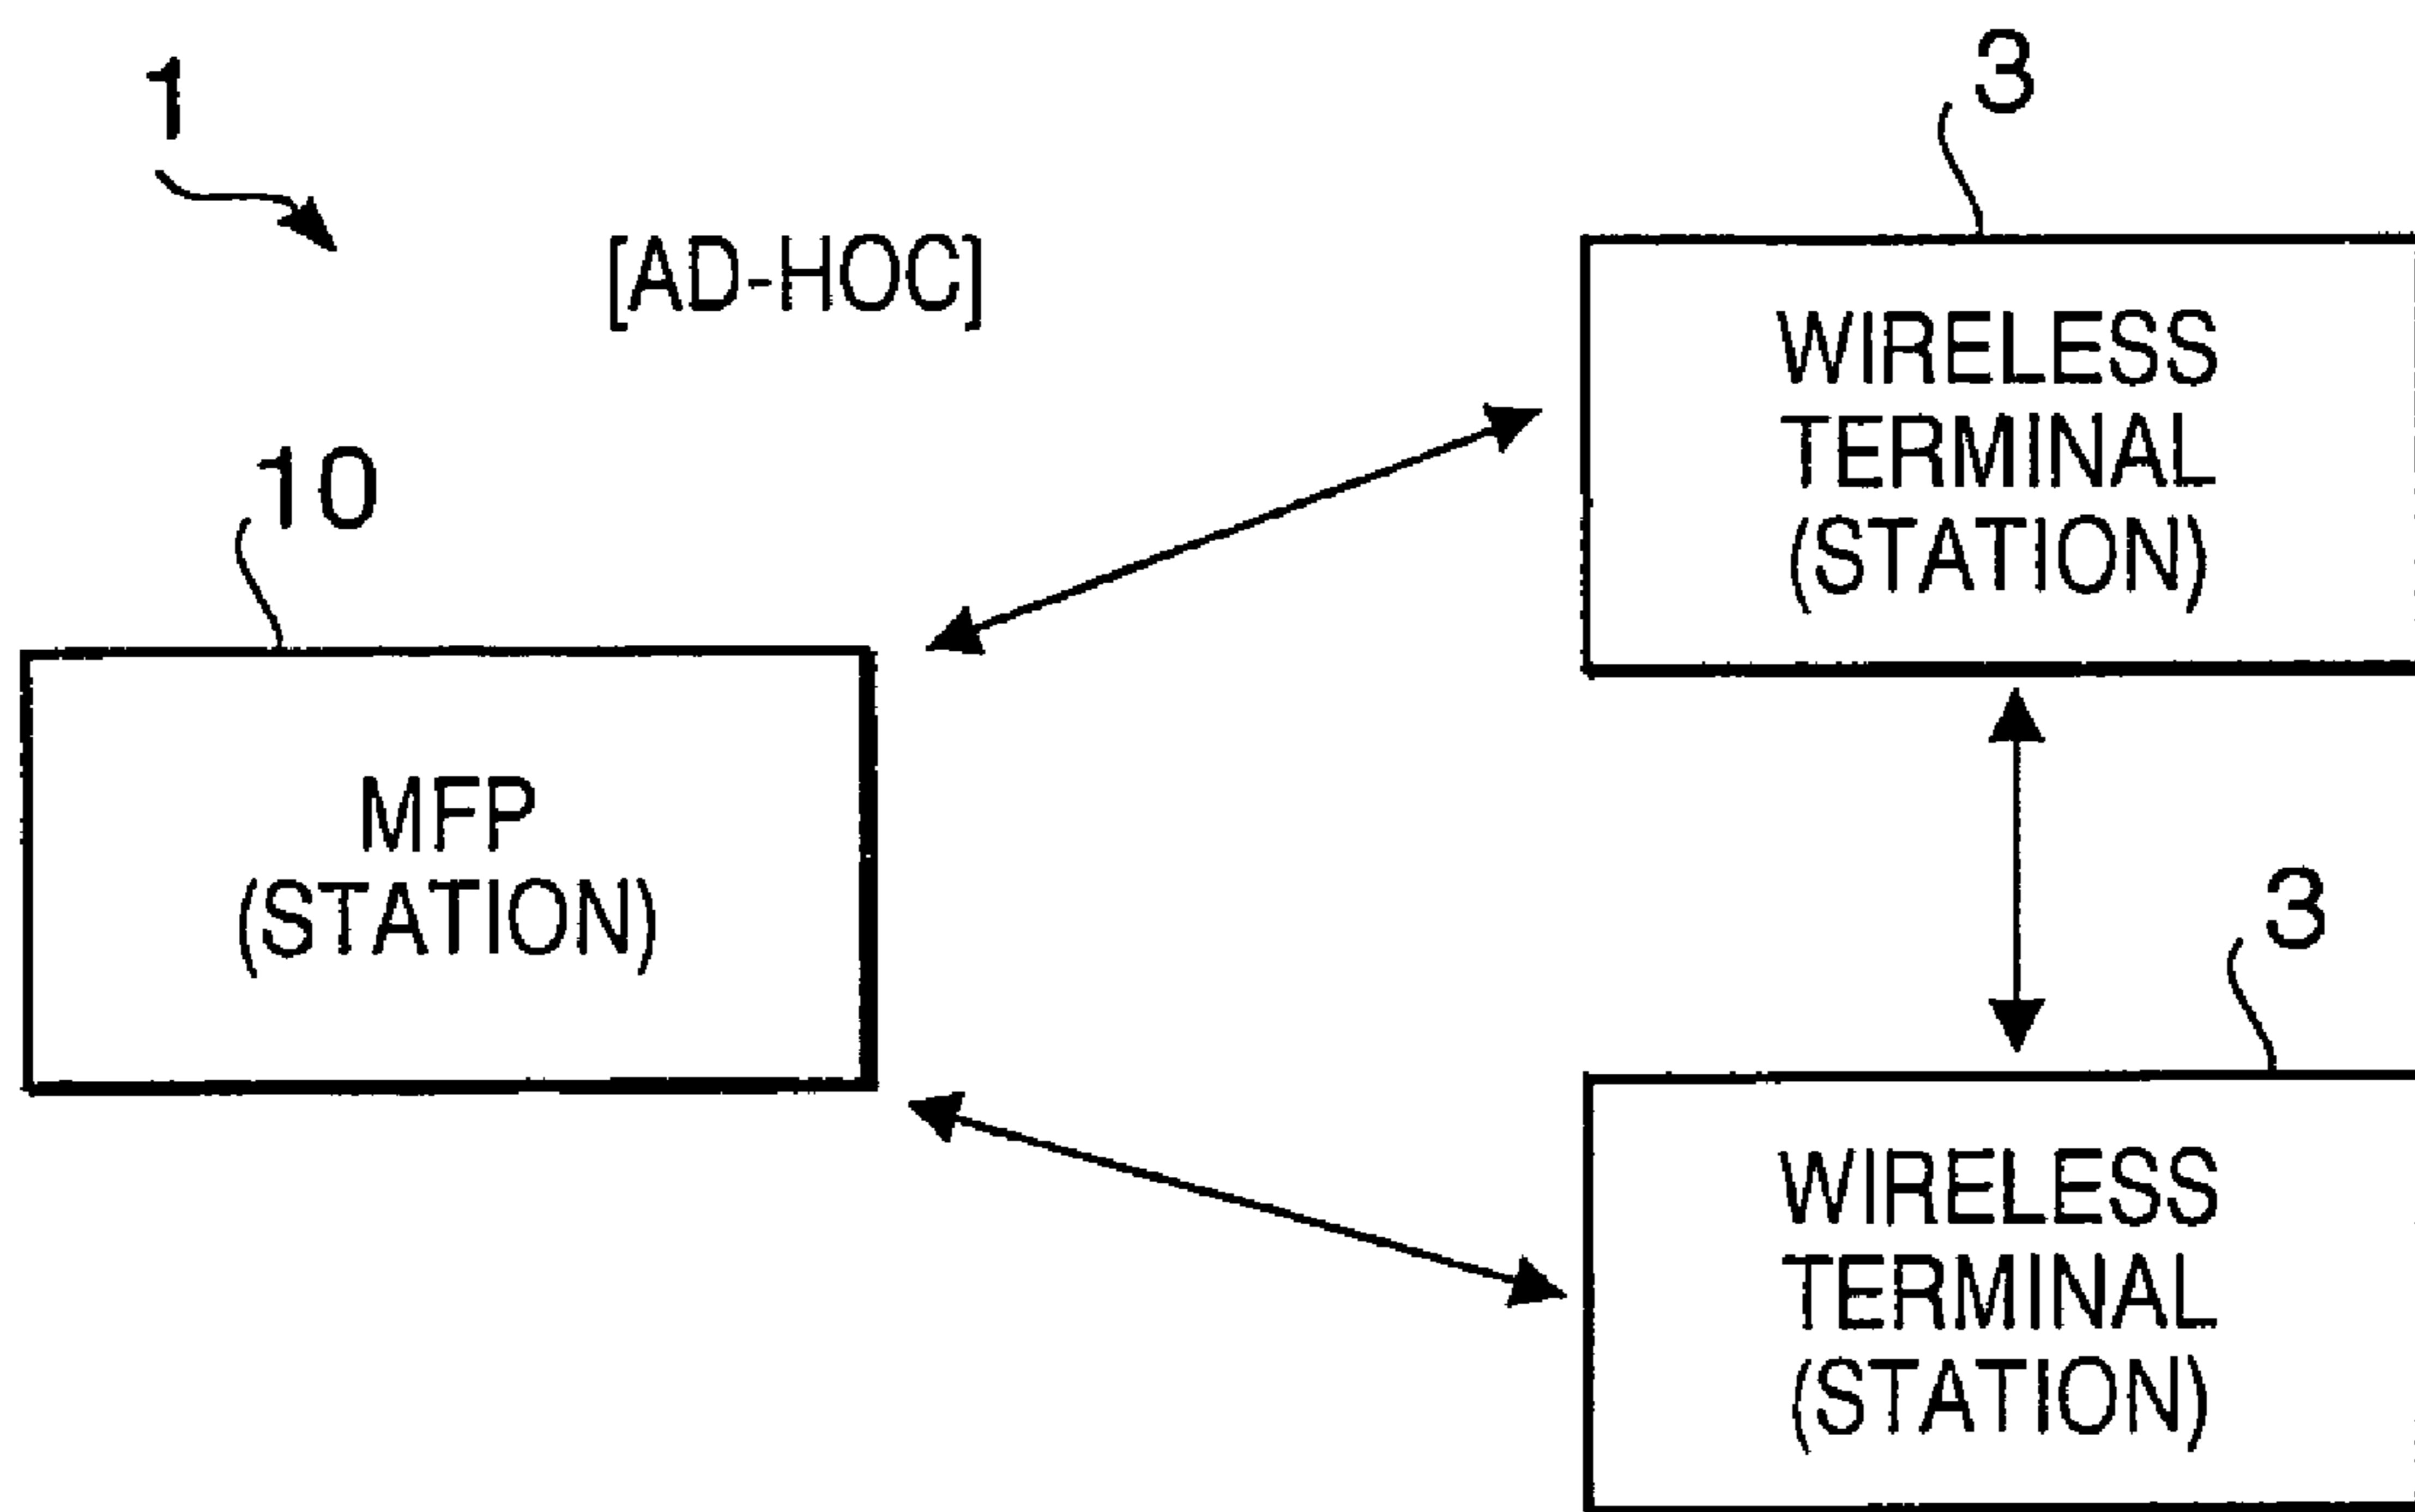 1
3
[AD-HOC]
WIRELESS
TERMINAL
(STATION)
10
MFP
(STATION)
3
WIRELESS
TERMINAL
(STATION)